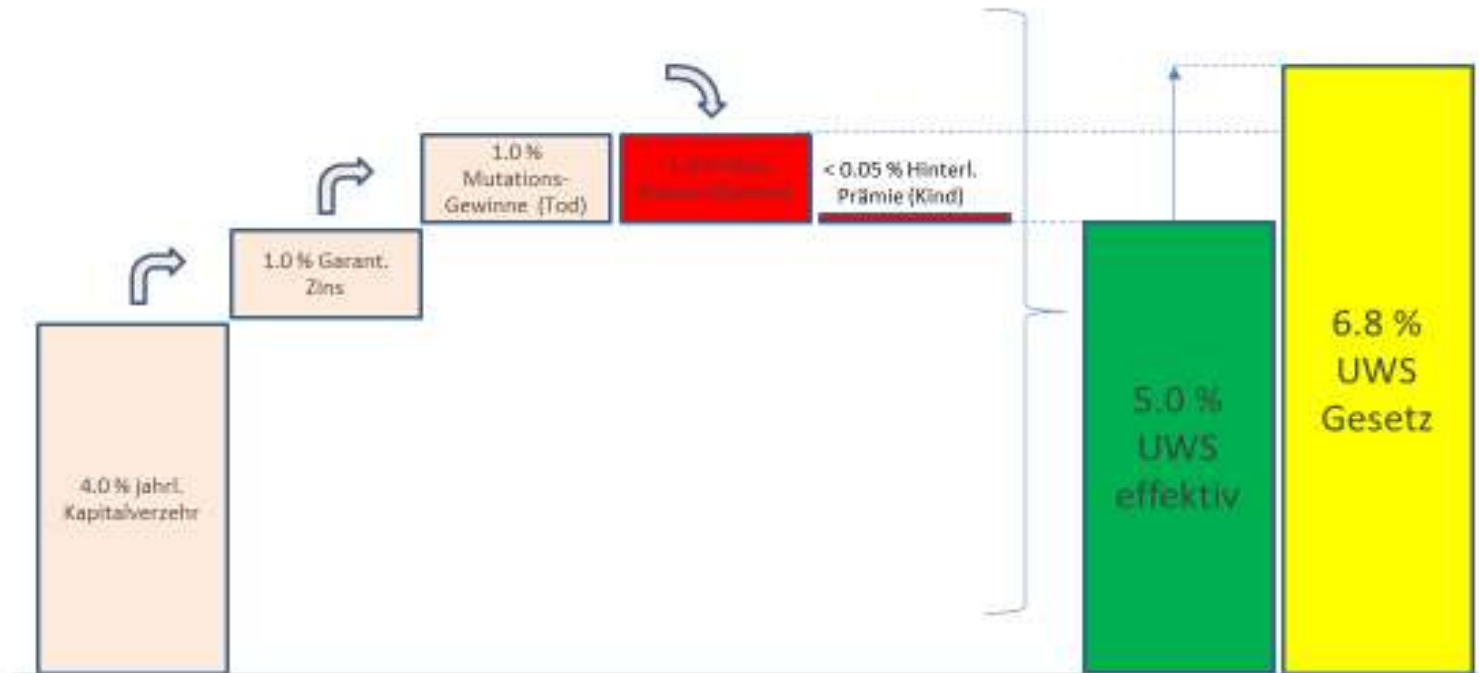 1.0 %
Mutations-
Gewinne (Tod)
< 0.05 % Hinterl.
Prämie (Kind)
1.0 % Garant.
Zins
4.0 % jahrl.
Kapitalverzehr
5.0 %
UWS
effektiv
6.8 %
UWS
Gesetz